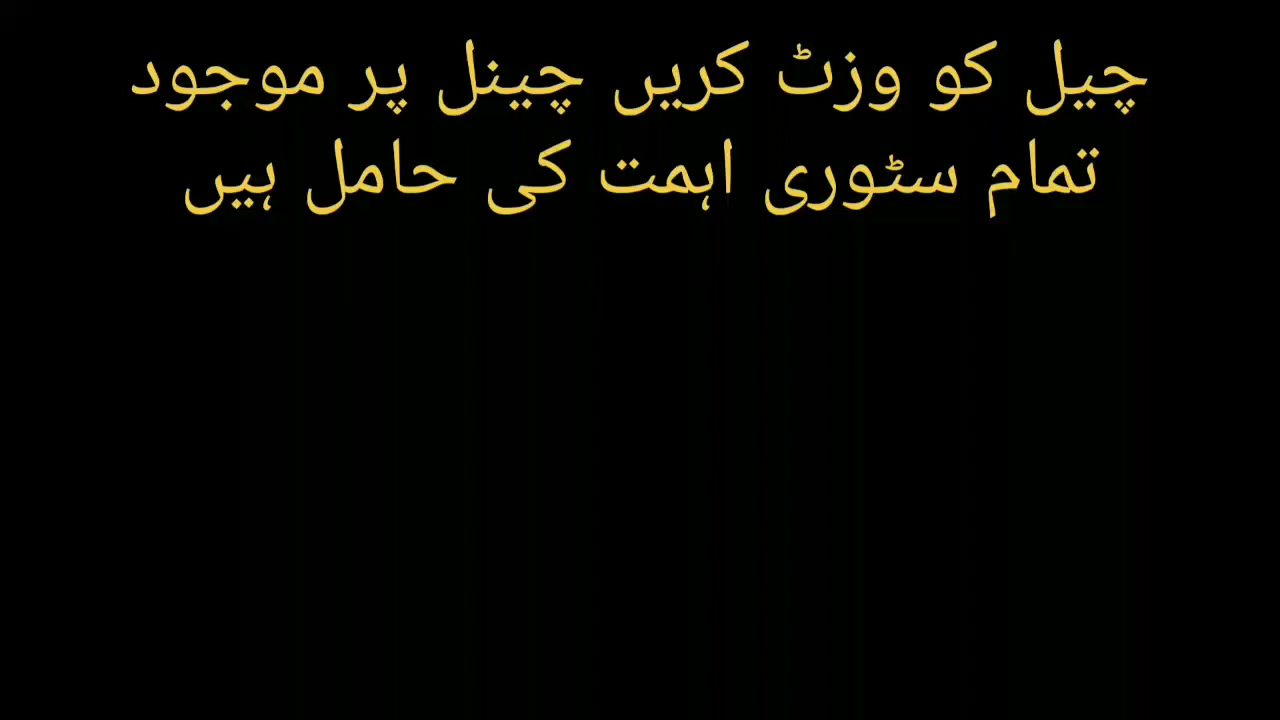 چیل کو وزٹ کریں چینل پر موجود
تمام سٹوری اہمت کی حامل ہیں